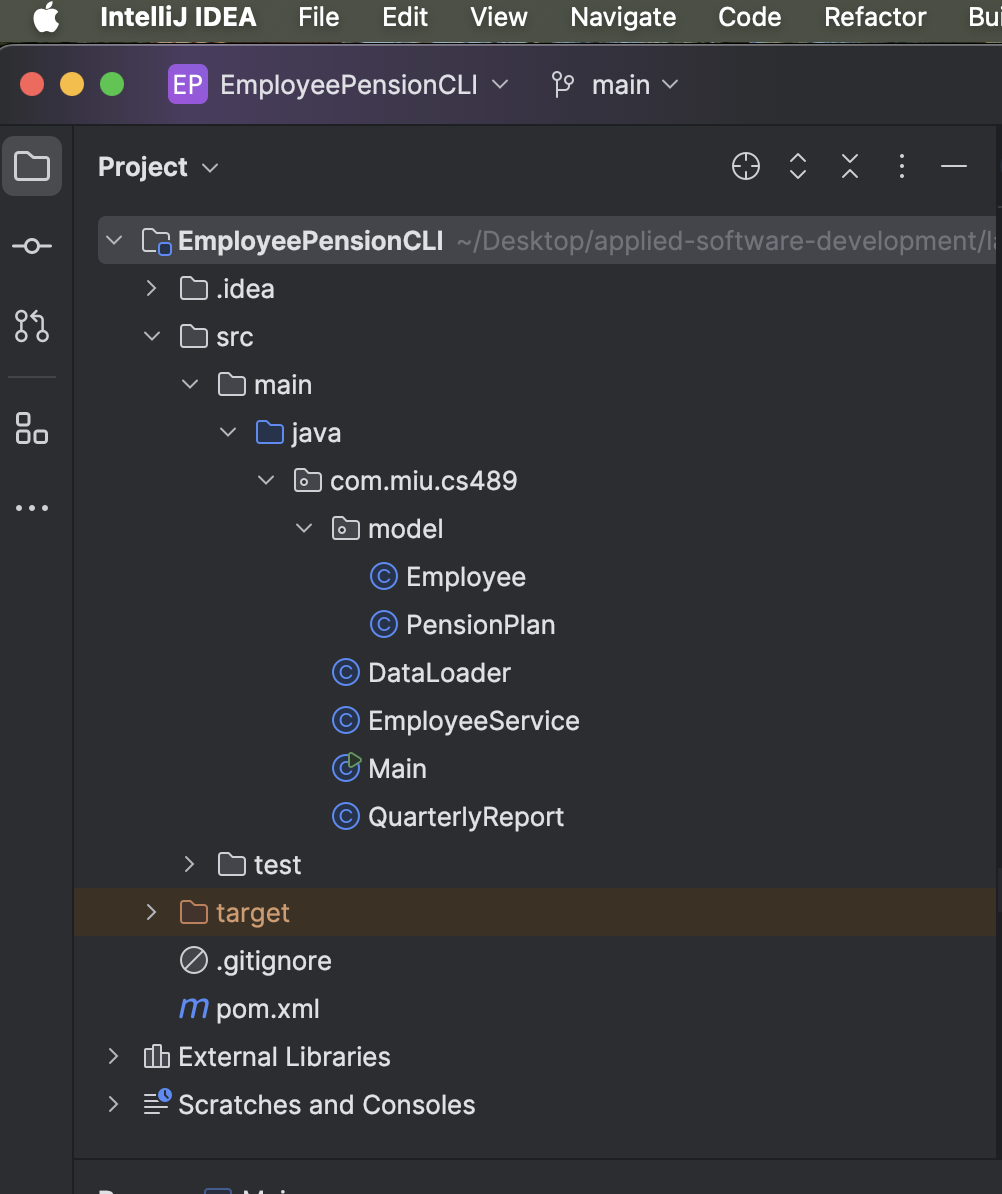 IntelliJ IDEA File Edit View Navigate Code Refactor
EP EmployeePensionCLI main
Project
EmployeePensionCLI ~/Desktop/applied-software-development/
.idea
src
main
java
com.miu.cs489
model
Employee
PensionPlan
DataLoader
EmployeeService
Main
QuarterlyReport
test
target
.gitignore
m pom.xml
External Libraries
Scratches and Consoles